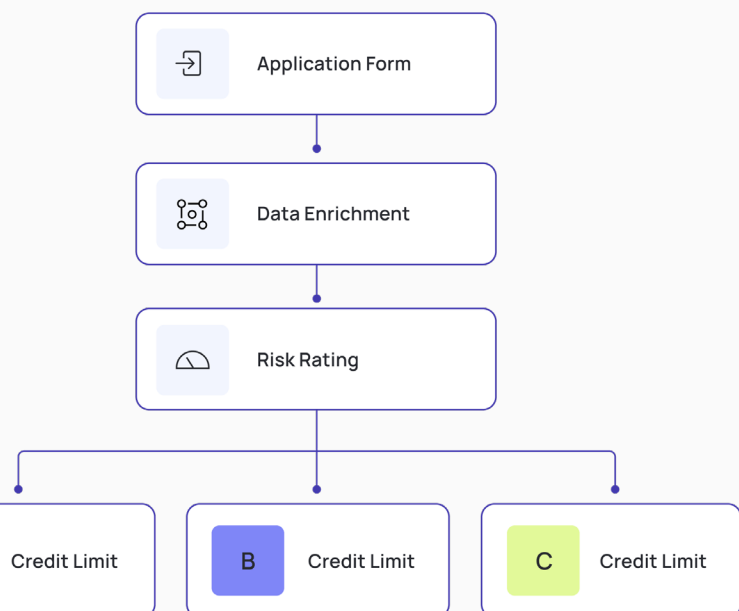 Application Form
Data Enrichment
Risk Rating
Credit Limit
B
Credit Limit
C
Credit Limit